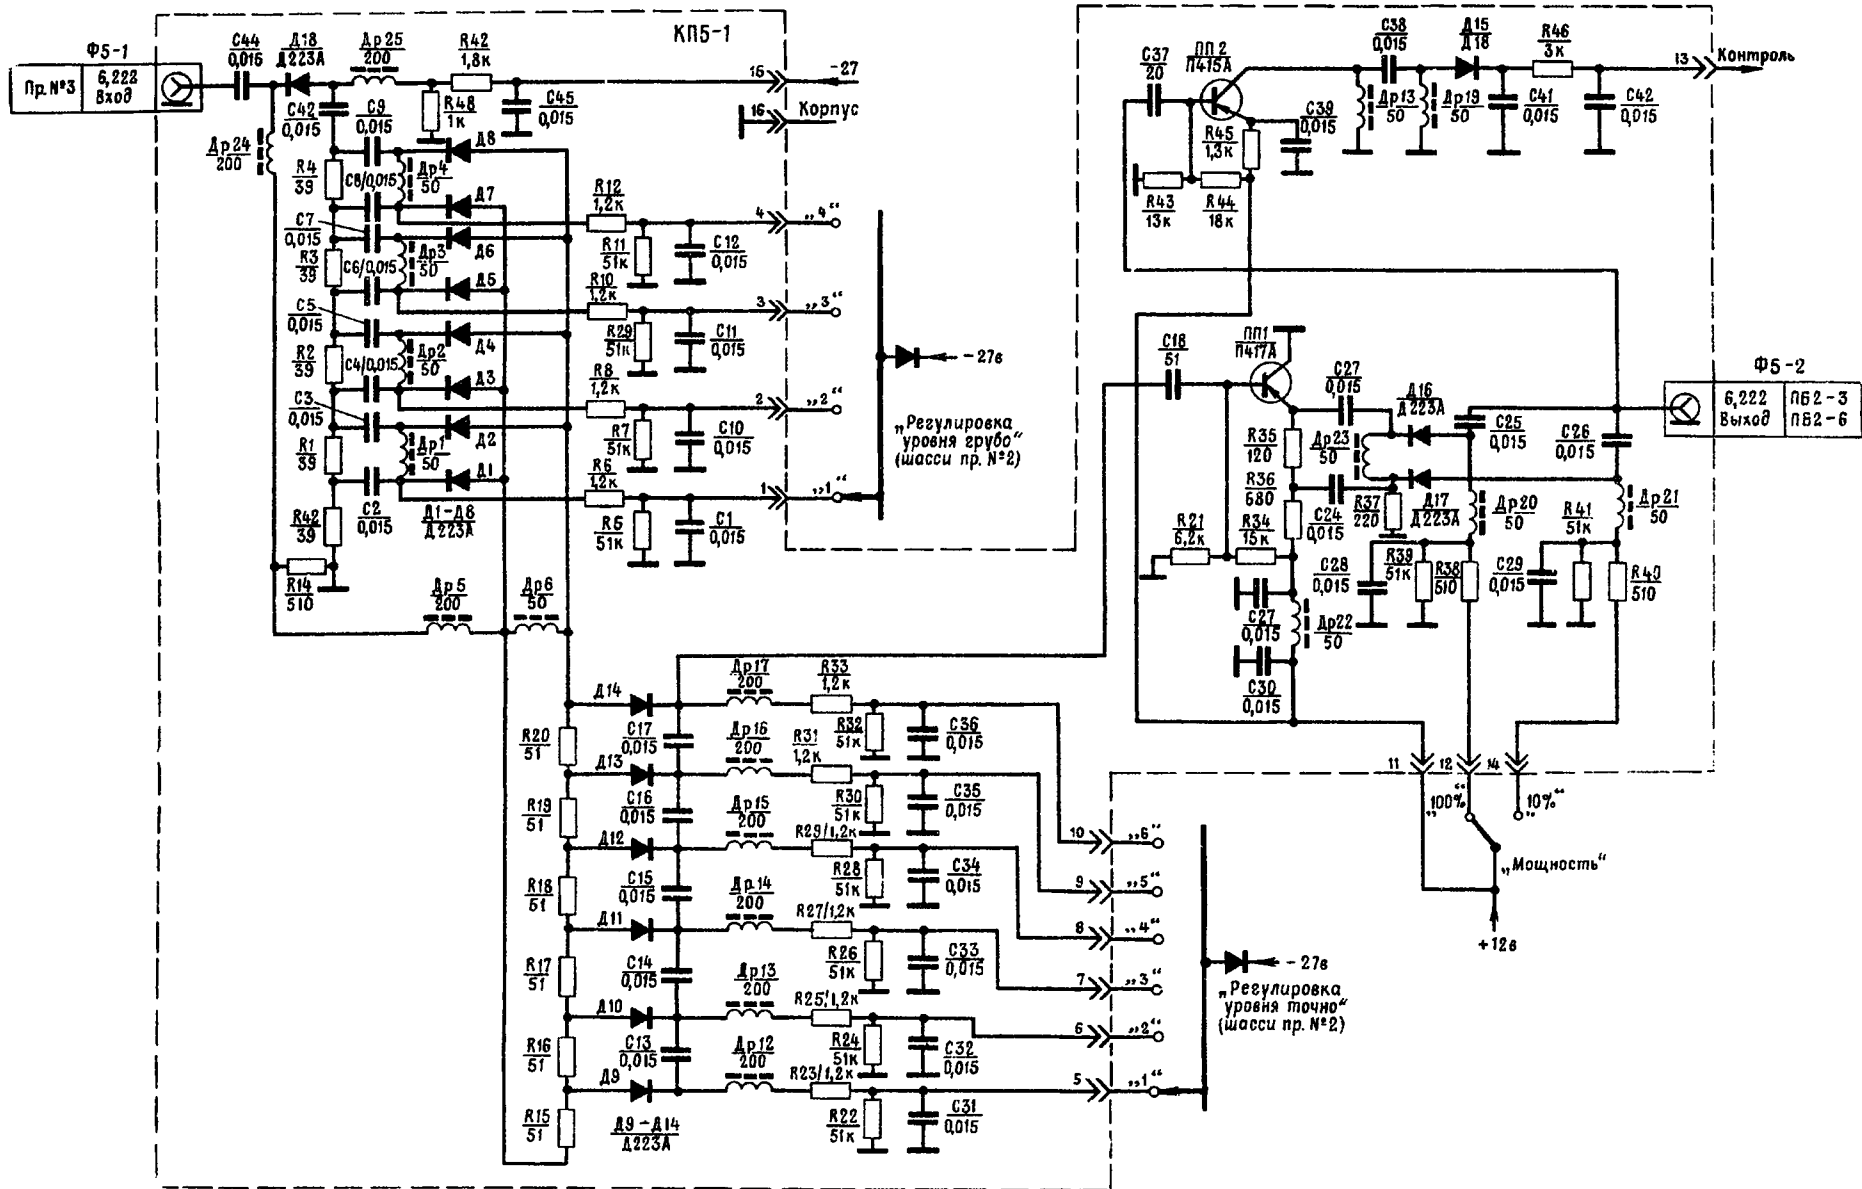 КП5-1
Ф5-1
Пр. №3
6,222
Вход
С44
0,015
Д18
Д223А
Др25
200
R42
1,8к
15
-27
С42
0,015
С9
0,015
R48
1к
С45
0,015
16
Корпус
Др24
200
Д8
R4
39
С8/0,015
Др4
50
Д7
R12
1,2к
4
„4“
С7
0,015
R11
51к
С12
0,015
R3
39
С6/0,015
Др3
50
Д6
Д5
R10
1,2к
3
„3“
С5
0,015
R29
51к
С11
0,015
Д4
R2
39
С4/0,015
Др2
50
Д3
R8
1,2к
2
„2“
С3
0,015
R7
51к
С10
0,015
Д2
R1
39
Др1
50
Д1
R6
1,2к
1
„1“
С2
0,015
Д1-Д8
Д223А
R5
51к
С1
0,015
R42
39
R14
510
-27в
„Регулировка
уровня грубо“
(шасси пр. №2)
Др5
200
Др6
50
Д14
Др17
200
R33
1,2к
R20
51
С17
0,015
R32
51к
С36
0,015
Д13
Др16
200
R31
1,2к
R19
51
С16
0,015
R30
51к
С35
0,015
Д12
Др15
200
R29/1,2к
R18
51
С15
0,015
R28
51к
С34
0,015
Д11
Др14
200
R27/1,2к
R17
51
С14
0,015
R26
51к
С33
0,015
Д10
Др13
200
R25/1,2к
R16
51
С13
0,015
R24
51к
С32
0,015
Д9
Др12
200
R23/1,2к
R15
51
Д9-Д14
Д223А
R22
51к
С31
0,015
10
„6“
9
„5“
8
„4“
7
„3“
6
„2“
5
„1“
-27в
„Регулировка
уровня точно“
(шасси пр. №2)
С37
20
ПП2
П415А
С38
0,015
Д15
Д18
R46
3к
13
Контроль
С39
0,015
Др13
50
Др19
50
С41
0,015
С42
0,015
R45
1,3к
R43
13к
R44
18к
С18
51
ПП1
П417А
С27
0,015
Д16
Д223А
С25
0,015
С26
0,015
Ф5-2
6,222
Выход
ПБ2-3
ПВ2-6
R35
120
Др23
50
R36
680
С24
0,015
R37
220
Д17
Д223А
Др20
50
R41
51к
Др21
50
R21
6,2к
R34
15к
С28
0,015
R39
51к
R38
510
С29
0,015
R40
510
С27
0,015
Др22
50
С30
0,015
11
12
14
„100%“
„10%“
„Мощность“
+12в